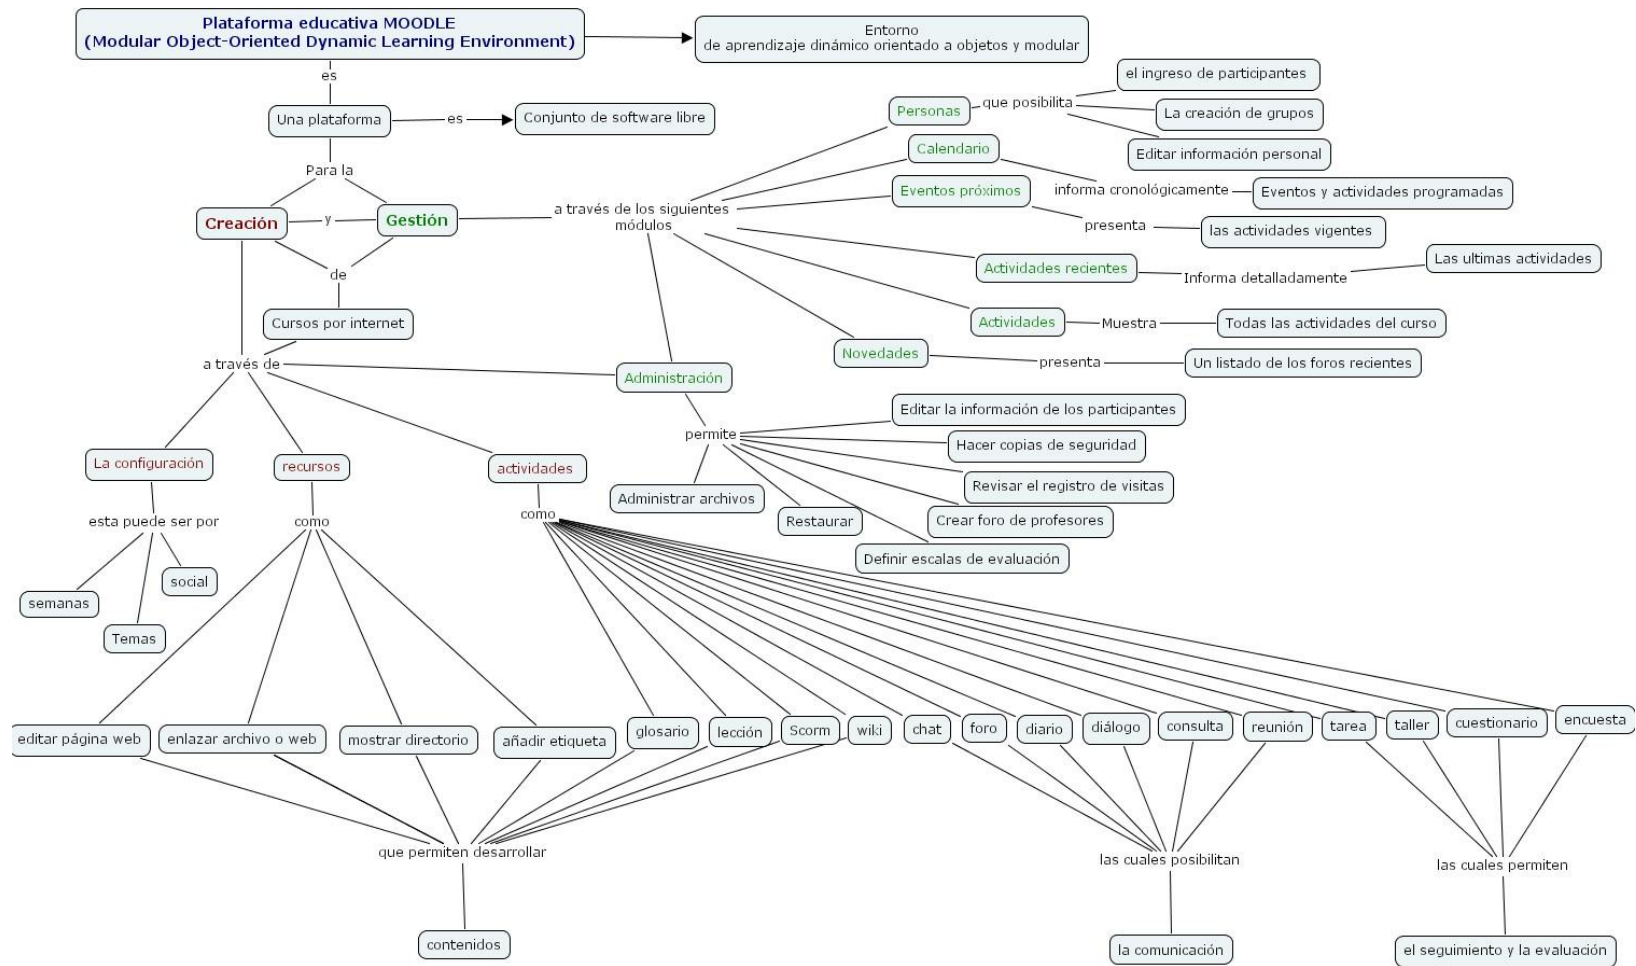 Plataforma educativa MOODLE
(Modular Object-Oriented Dynamic Learning Environment)
Entorno
de aprendizaje dinámico orientado a objetos y modular
es
Una plataforma
es
Conjunto de software libre
Para la
Creación
y
Gestión
de
Cursos por internet
a través de los siguientes
módulos
Personas
que posibilita
el ingreso de participantes
La creación de grupos
Editar información personal
Calendario
informa cronológicamente
Eventos y actividades programadas
Eventos próximos
presenta
las actividades vigentes
Actividades recientes
Informa detalladamente
Las ultimas actividades
Actividades
Muestra
Todas las actividades del curso
Novedades
presenta
Un listado de los foros recientes
a través de
Administración
permite
Editar la información de los participantes
Hacer copias de seguridad
Revisar el registro de visitas
Crear foro de profesores
Definir escalas de evaluación
Restaurar
Administrar archivos
La configuración
esta puede ser por
semanas
Temas
social
recursos
como
editar página web
enlazar archivo o web
mostrar directorio
añadir etiqueta
actividades
como
glosario
lección
Scorm
wiki
chat
foro
diario
diálogo
consulta
reunión
tarea
taller
cuestionario
encuesta
que permiten desarrollar
contenidos
las cuales posibilitan
la comunicación
las cuales permiten
el seguimiento y la evaluación